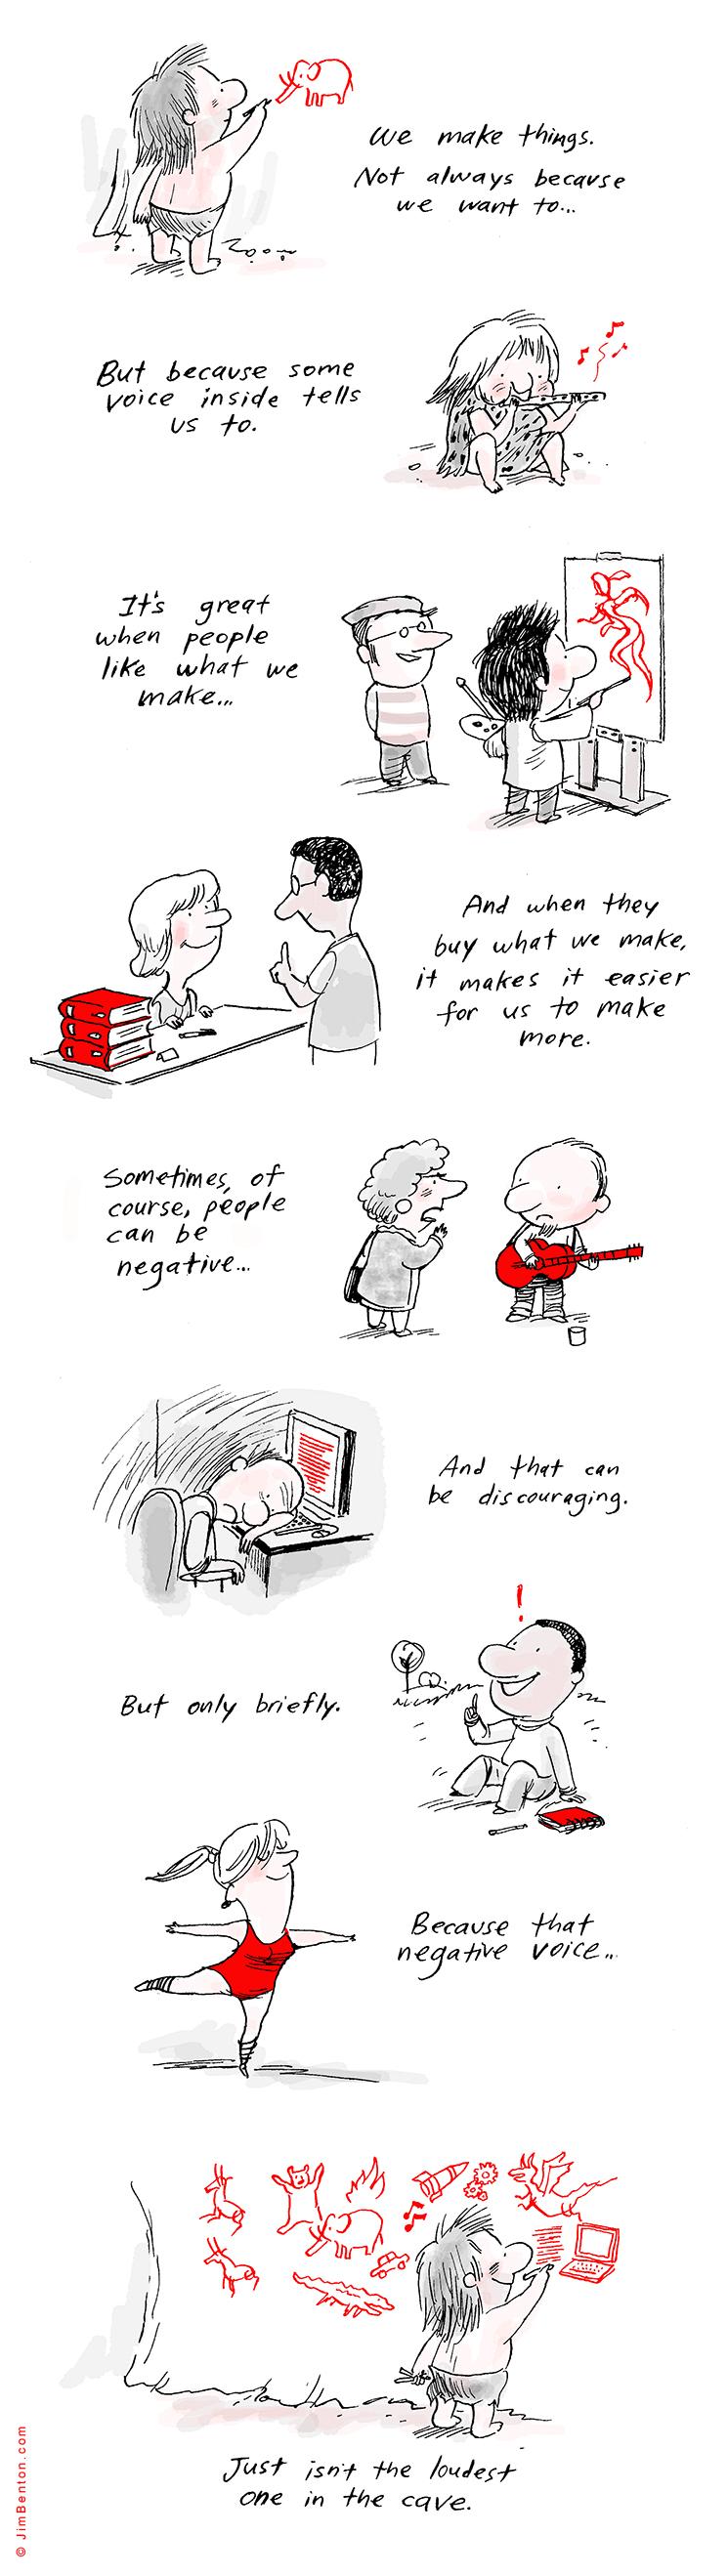 We make things.
Not always because
we want to...
But because some
voice inside tells
us to.
It's great
when people
like what we
make...
And when they
buy what we make,
it makes it easier
for us to make
more.
Sometimes, of
course, people
can be
negative...
And that can
be discouraging.
!
But only briefly.
Because that
negative voice...
Just isn't the loudest
one in the cave.
© JimBenton.com